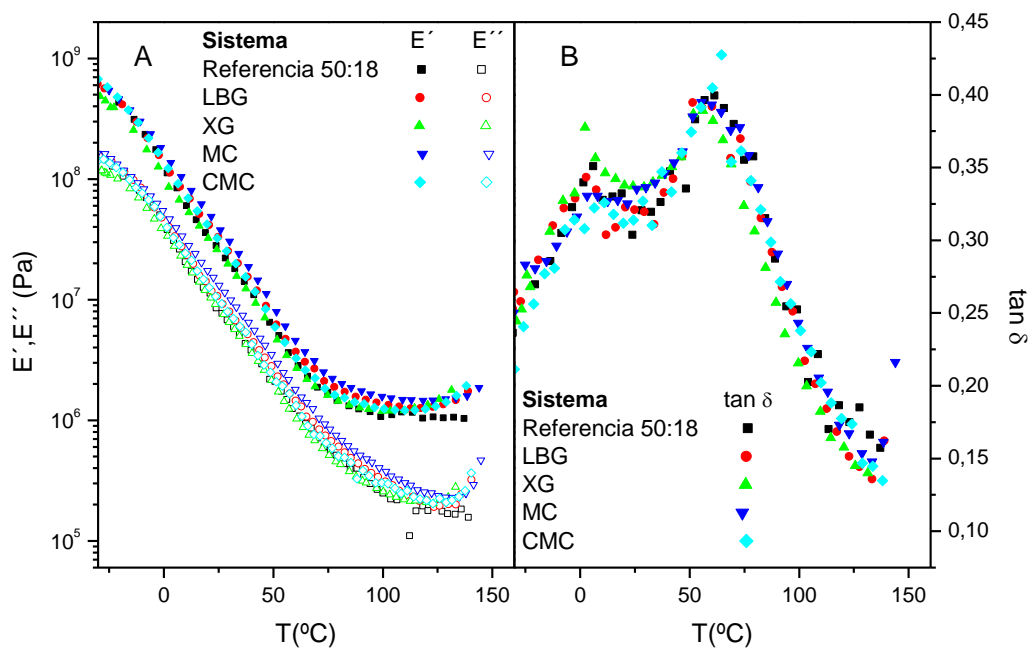 A
Sistema E´ E´´
Referencia 50:18
LBG
XG
MC
CMC
10⁹
10⁸
10⁷
10⁶
10⁵
E´,E´´ (Pa)
0 50 100 150
T(ºC)
B
0,45
0,40
0,35
0,30
0,25
0,20
0,15
0,10
tan δ
Sistema tan δ
Referencia 50:18
LBG
XG
MC
CMC
0 50 100 150
T(ºC)